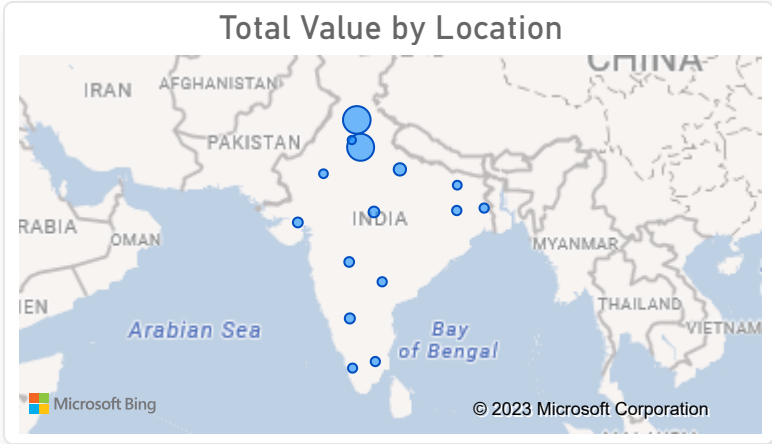 Total Value by Location
CHINA
IRAN
AFGHANISTAN
PAKISTAN
INDIA
RABIA
OMAN
MYANMAR
IEN
THAILAND
Arabian Sea
Bay
of Bengal
VIETNAM
Microsoft Bing
© 2023 Microsoft Corporation